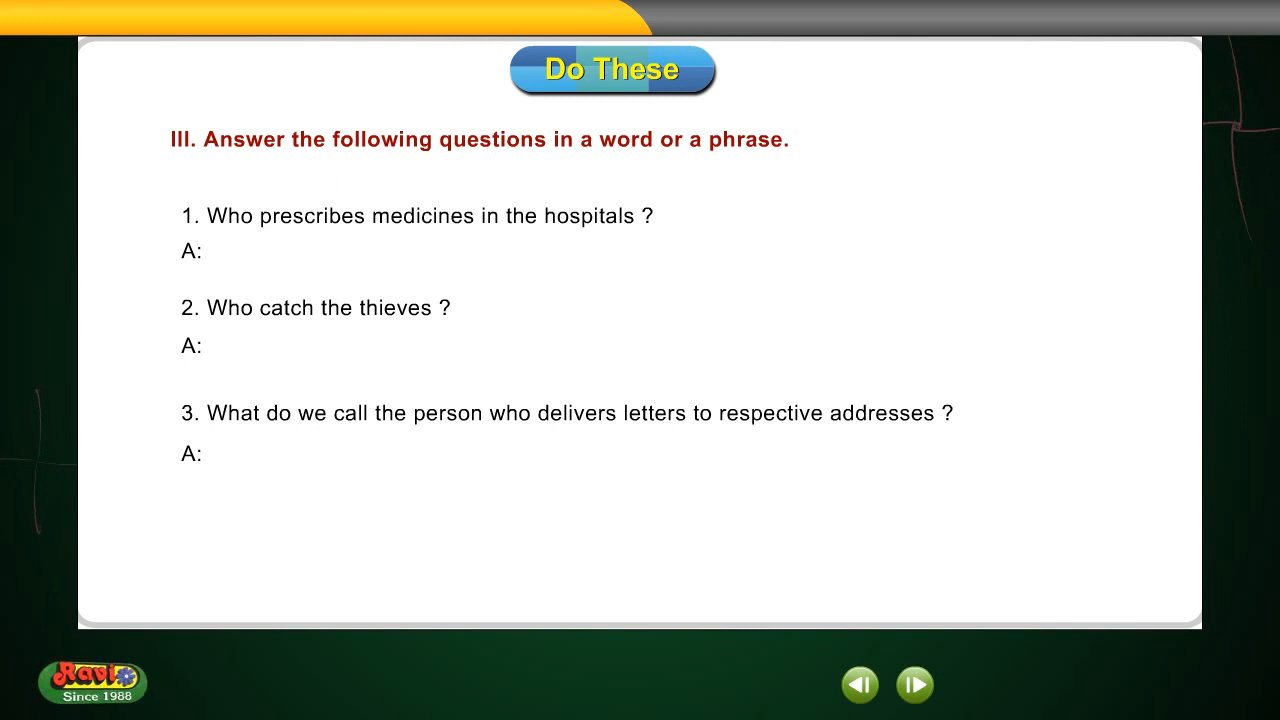 Do These
III. Answer the following questions in a word or a phrase.
1. Who prescribes medicines in the hospitals ?
A:
2. Who catch the thieves ?
A:
3. What do we call the person who delivers letters to respective addresses ?
A:
Ravi
Since 1988